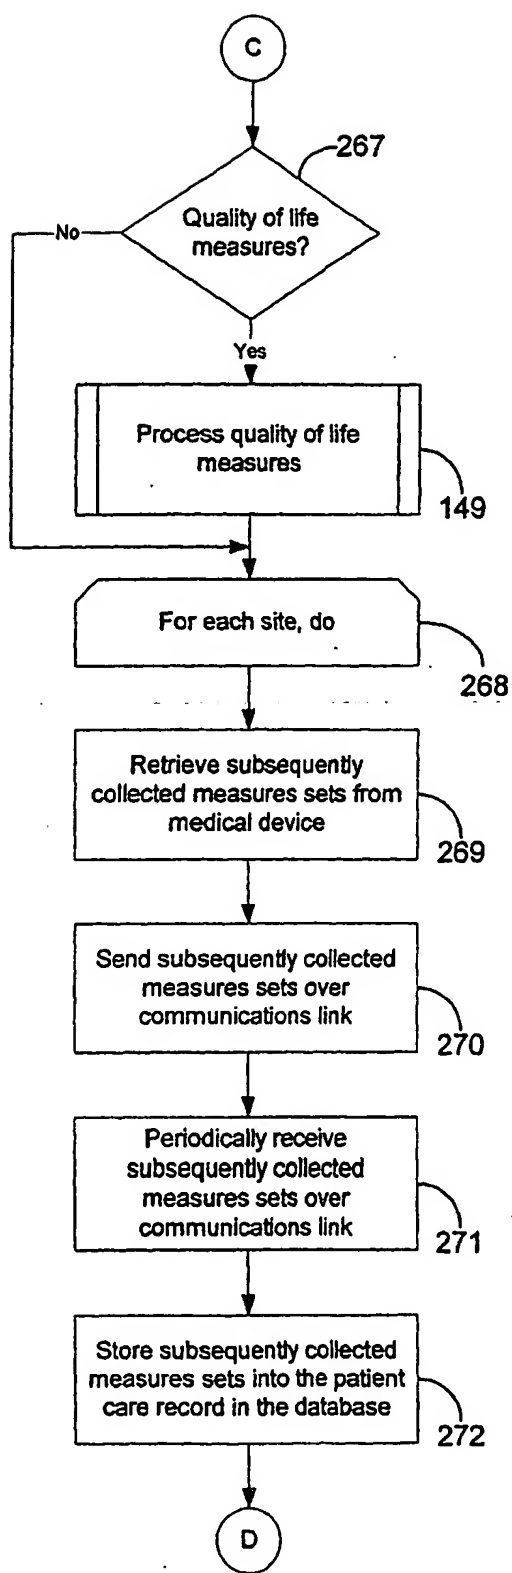 C
267
Quality of life
measures?
No
Yes
Process quality of life
measures
149
For each site, do
268
Retrieve subsequently
collected measures sets from
medical device
269
Send subsequently collected
measures sets over
communications link
270
Periodically receive
subsequently collected
measures sets over
communications link
271
Store subsequently collected
measures sets into the patient
care record in the database
272
D